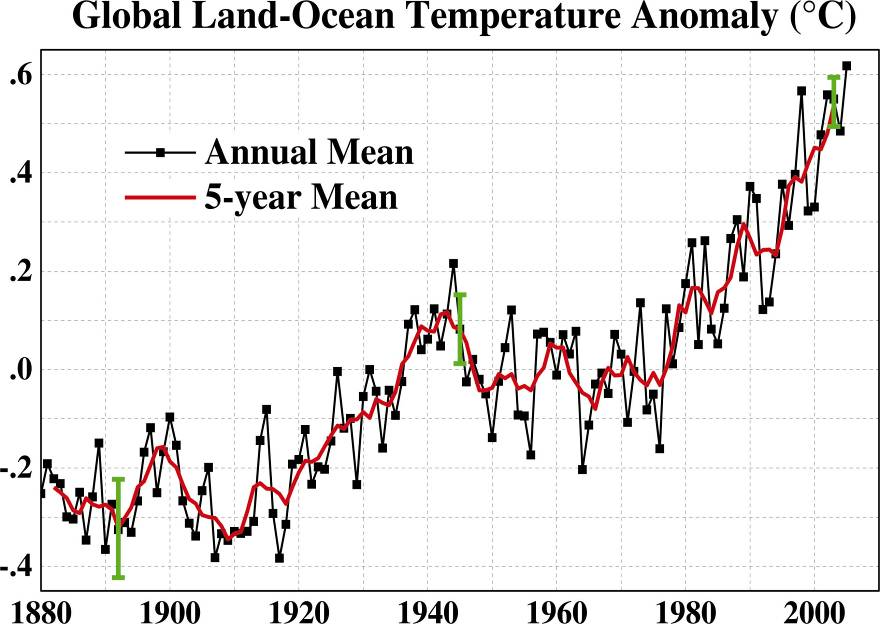 Global Land-Ocean Temperature Anomaly (°C)
.6
.4
.2
.0
-.2
-.4
Annual Mean
5-year Mean
1880 1900 1920 1940 1960 1980 2000